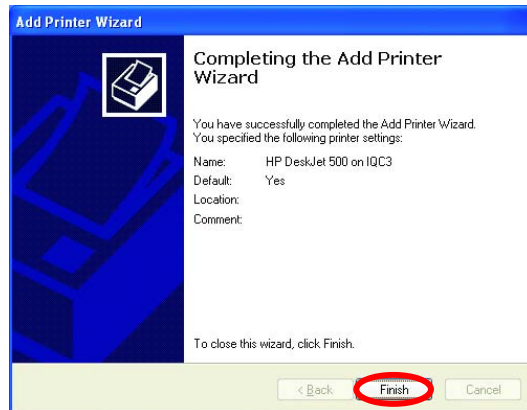 Add Printer Wizard
Completing the Add Printer
Wizard
You have successfully completed the Add Printer Wizard.
You specified the following printer settings:
Name: HP DeskJet 500 on IQC3
Default: Yes
Location:
Comment:
To close this wizard, click Finish.
< Back Finish Cancel